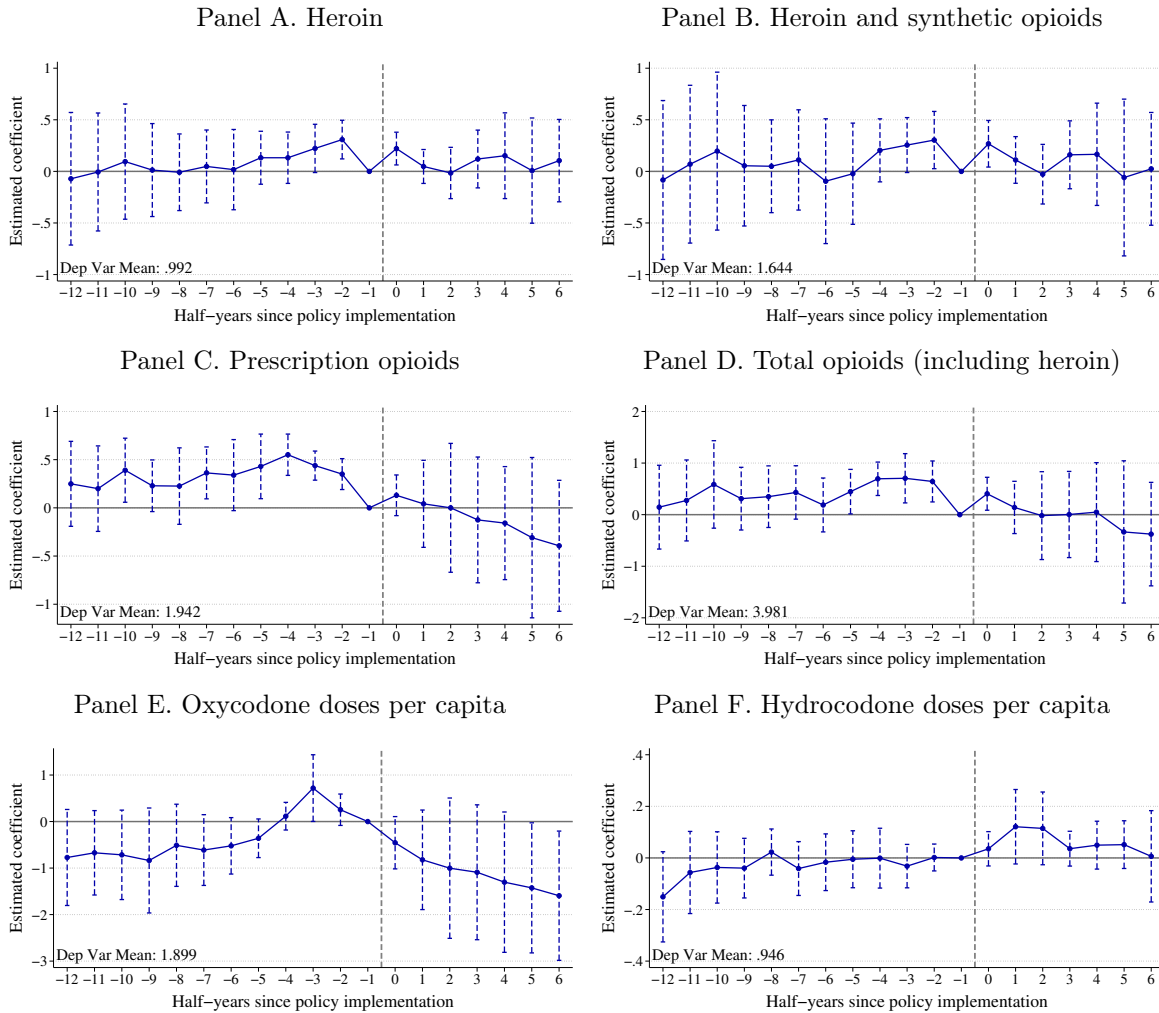 Panel A. Heroin
Estimated coefficient
1
.5
0
−.5
−1
Dep Var Mean: .992
−12 −11 −10 −9 −8 −7 −6 −5 −4 −3 −2 −1 0 1 2 3 4 5 6
Half−years since policy implementation
Panel B. Heroin and synthetic opioids
Estimated coefficient
1
.5
0
−.5
−1
Dep Var Mean: 1.644
−12 −11 −10 −9 −8 −7 −6 −5 −4 −3 −2 −1 0 1 2 3 4 5 6
Half−years since policy implementation
Panel C. Prescription opioids
Estimated coefficient
1
.5
0
−.5
−1
Dep Var Mean: 1.942
−12 −11 −10 −9 −8 −7 −6 −5 −4 −3 −2 −1 0 1 2 3 4 5 6
Half−years since policy implementation
Panel D. Total opioids (including heroin)
Estimated coefficient
2
1
0
−1
−2
Dep Var Mean: 3.981
−12 −11 −10 −9 −8 −7 −6 −5 −4 −3 −2 −1 0 1 2 3 4 5 6
Half−years since policy implementation
Panel E. Oxycodone doses per capita
Estimated coefficient
1
0
−1
−2
−3
Dep Var Mean: 1.899
−12 −11 −10 −9 −8 −7 −6 −5 −4 −3 −2 −1 0 1 2 3 4 5 6
Half−years since policy implementation
Panel F. Hydrocodone doses per capita
Estimated coefficient
.4
.2
0
−.2
−.4
Dep Var Mean: .946
−12 −11 −10 −9 −8 −7 −6 −5 −4 −3 −2 −1 0 1 2 3 4 5 6
Half−years since policy implementation